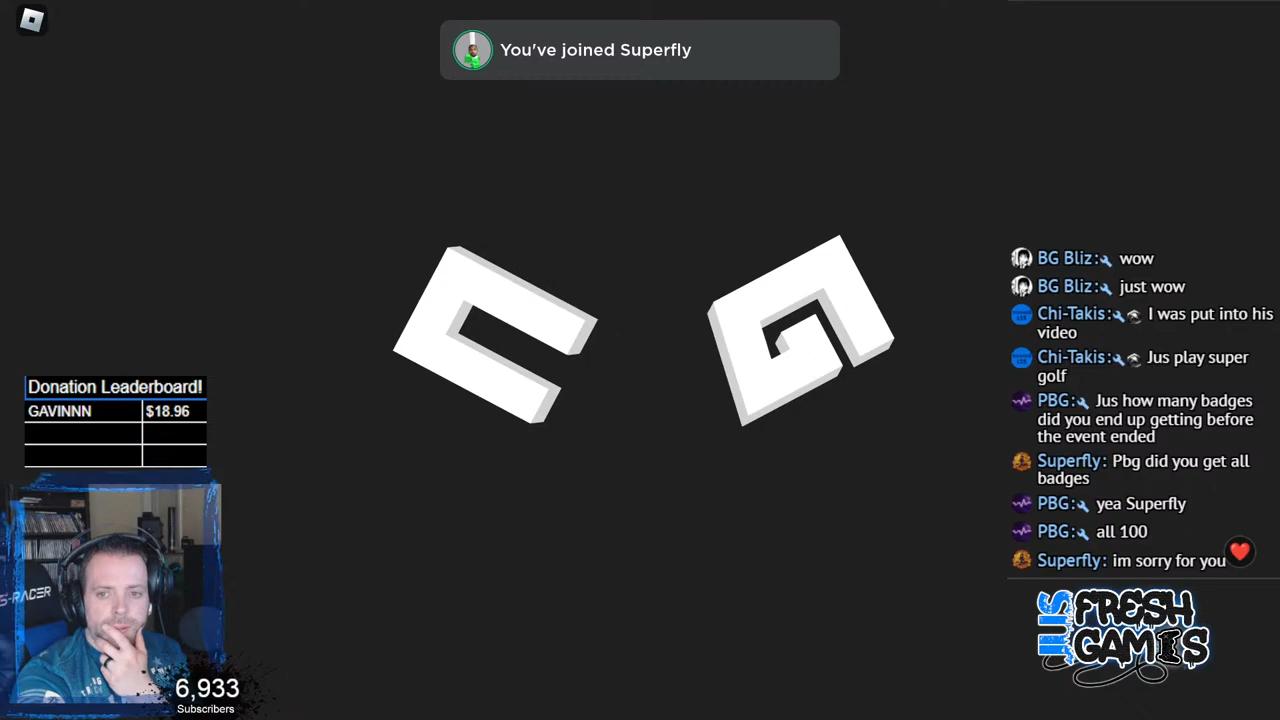 You've joined Superfly
C G
BG Bliz: wow
BG Bliz: just wow
Chi-Takis: I was put into his
video
Chi-Takis: Jus play super
golf
PBG: Jus how many badges
did you end up getting before
the event ended
Superfly: Pbg did you get all
badges
PBG: yea Superfly
PBG: all 100
Superfly: im sorry for you
Donation Leaderboard!
GAVINNN $18.96
S-RACER
6,933
Subscribers
JUS
FRESH
GAMIS